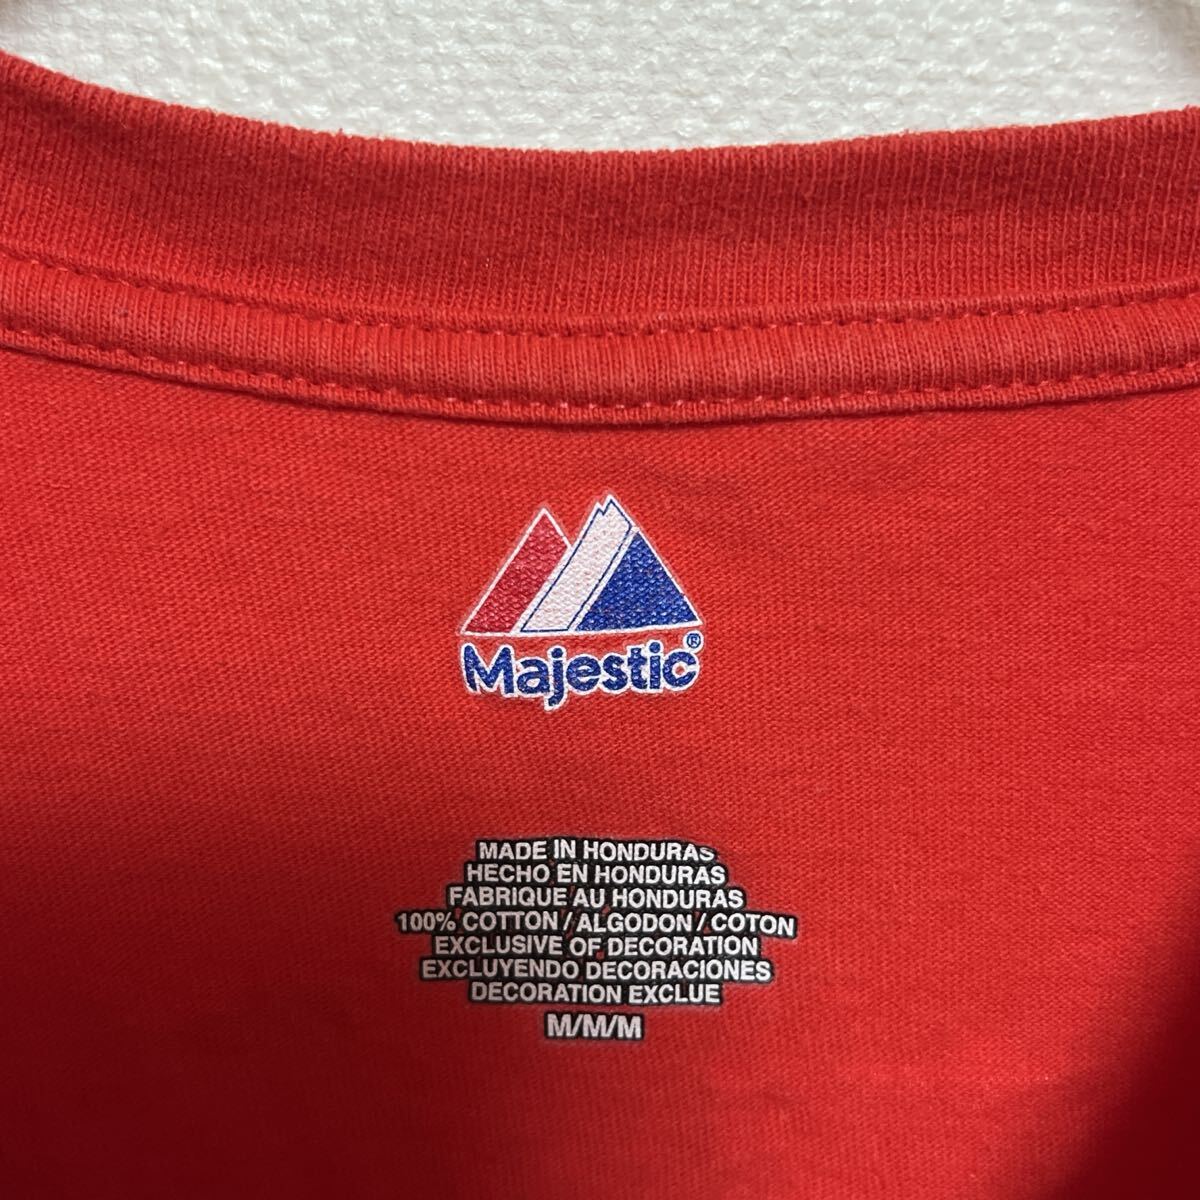 Majestic®
MADE IN HONDURAS
HECHO EN HONDURAS
FABRIQUE AU HONDURAS
100% COTTON / ALGODON / COTON
EXCLUSIVE OF DECORATION
EXCLUYENDO DECORACIONES
DECORATION EXCLUE
M/M/M